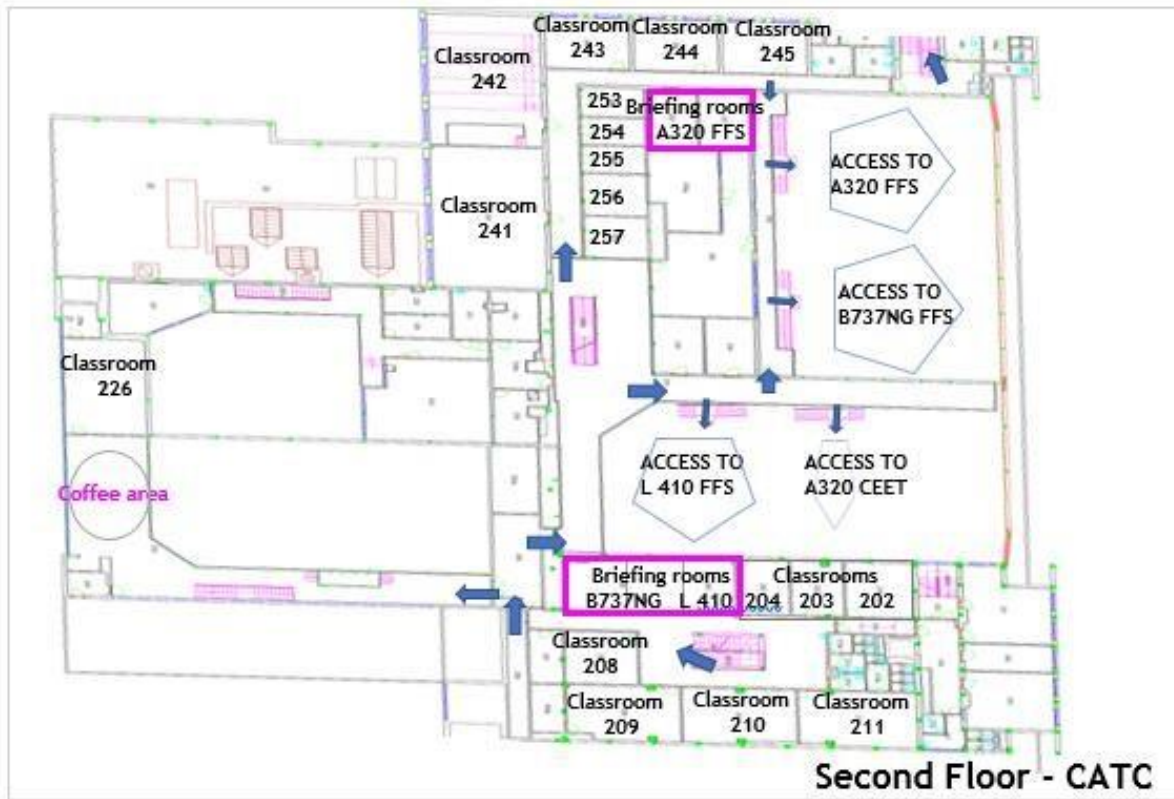 Classroom
243
Classroom
244
Classroom
245
Classroom
242
253
254
255
256
257
Briefing rooms
A320 FFS
ACCESS TO
A320 FFS
Classroom
241
ACCESS TO
B737NG FFS
Classroom
226
Coffee area
ACCESS TO
L 410 FFS
ACCESS TO
A320 CEET
Briefing rooms
B737NG L 410
Classrooms
204 203 202
Classroom
208
Classroom
209
Classroom
210
Classroom
211
Second Floor - CATC